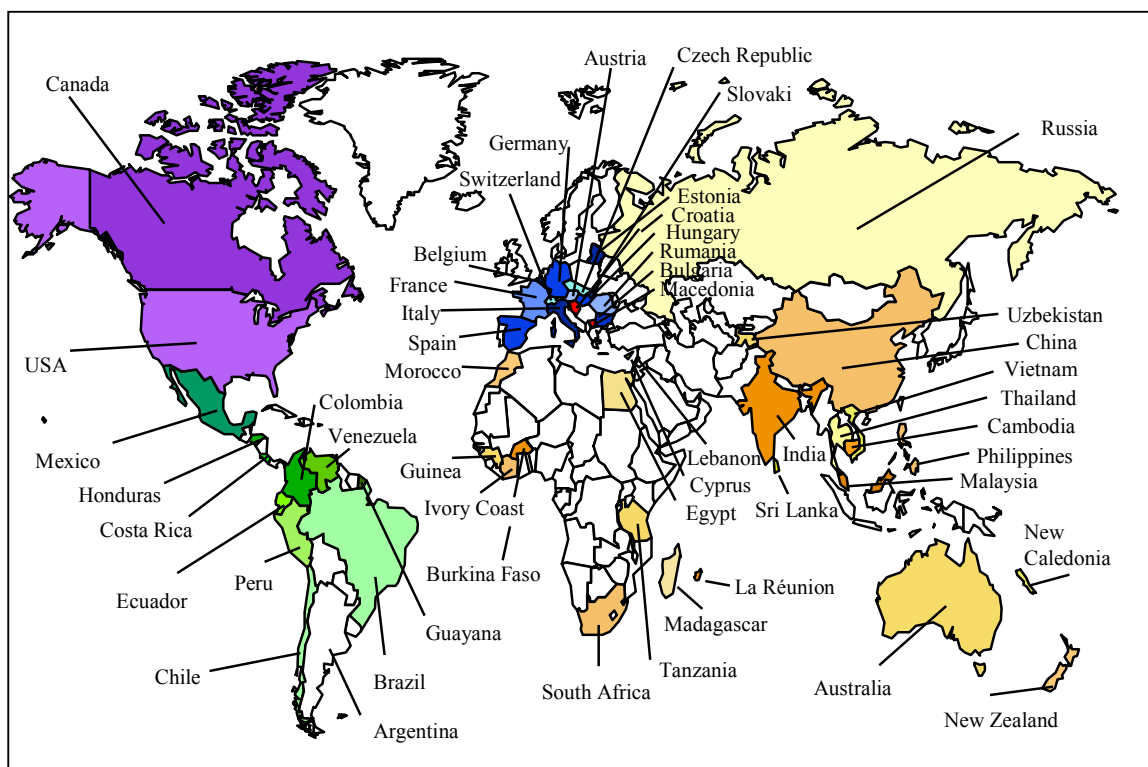 Austria
Czech Republic
Canada
Slovaki
Russia
Germany
Switzerland
Estonia
Croatia
Hungary
Belgium
Rumania
Bulgaria
France
Macedonia
Italy
Uzbekistan
Spain
China
USA
Morocco
Vietnam
Thailand
Colombia
Cambodia
Venezuela
Lebanon
India
Philippines
Mexico
Guinea
Malaysia
Honduras
Cyprus
Ivory Coast
Sri Lanka
Egypt
Costa Rica
New
Caledonia
Burkina Faso
Peru
La Réunion
Ecuador
Madagascar
Guayana
Tanzania
Chile
Brazil
South Africa
Australia
New Zealand
Argentina